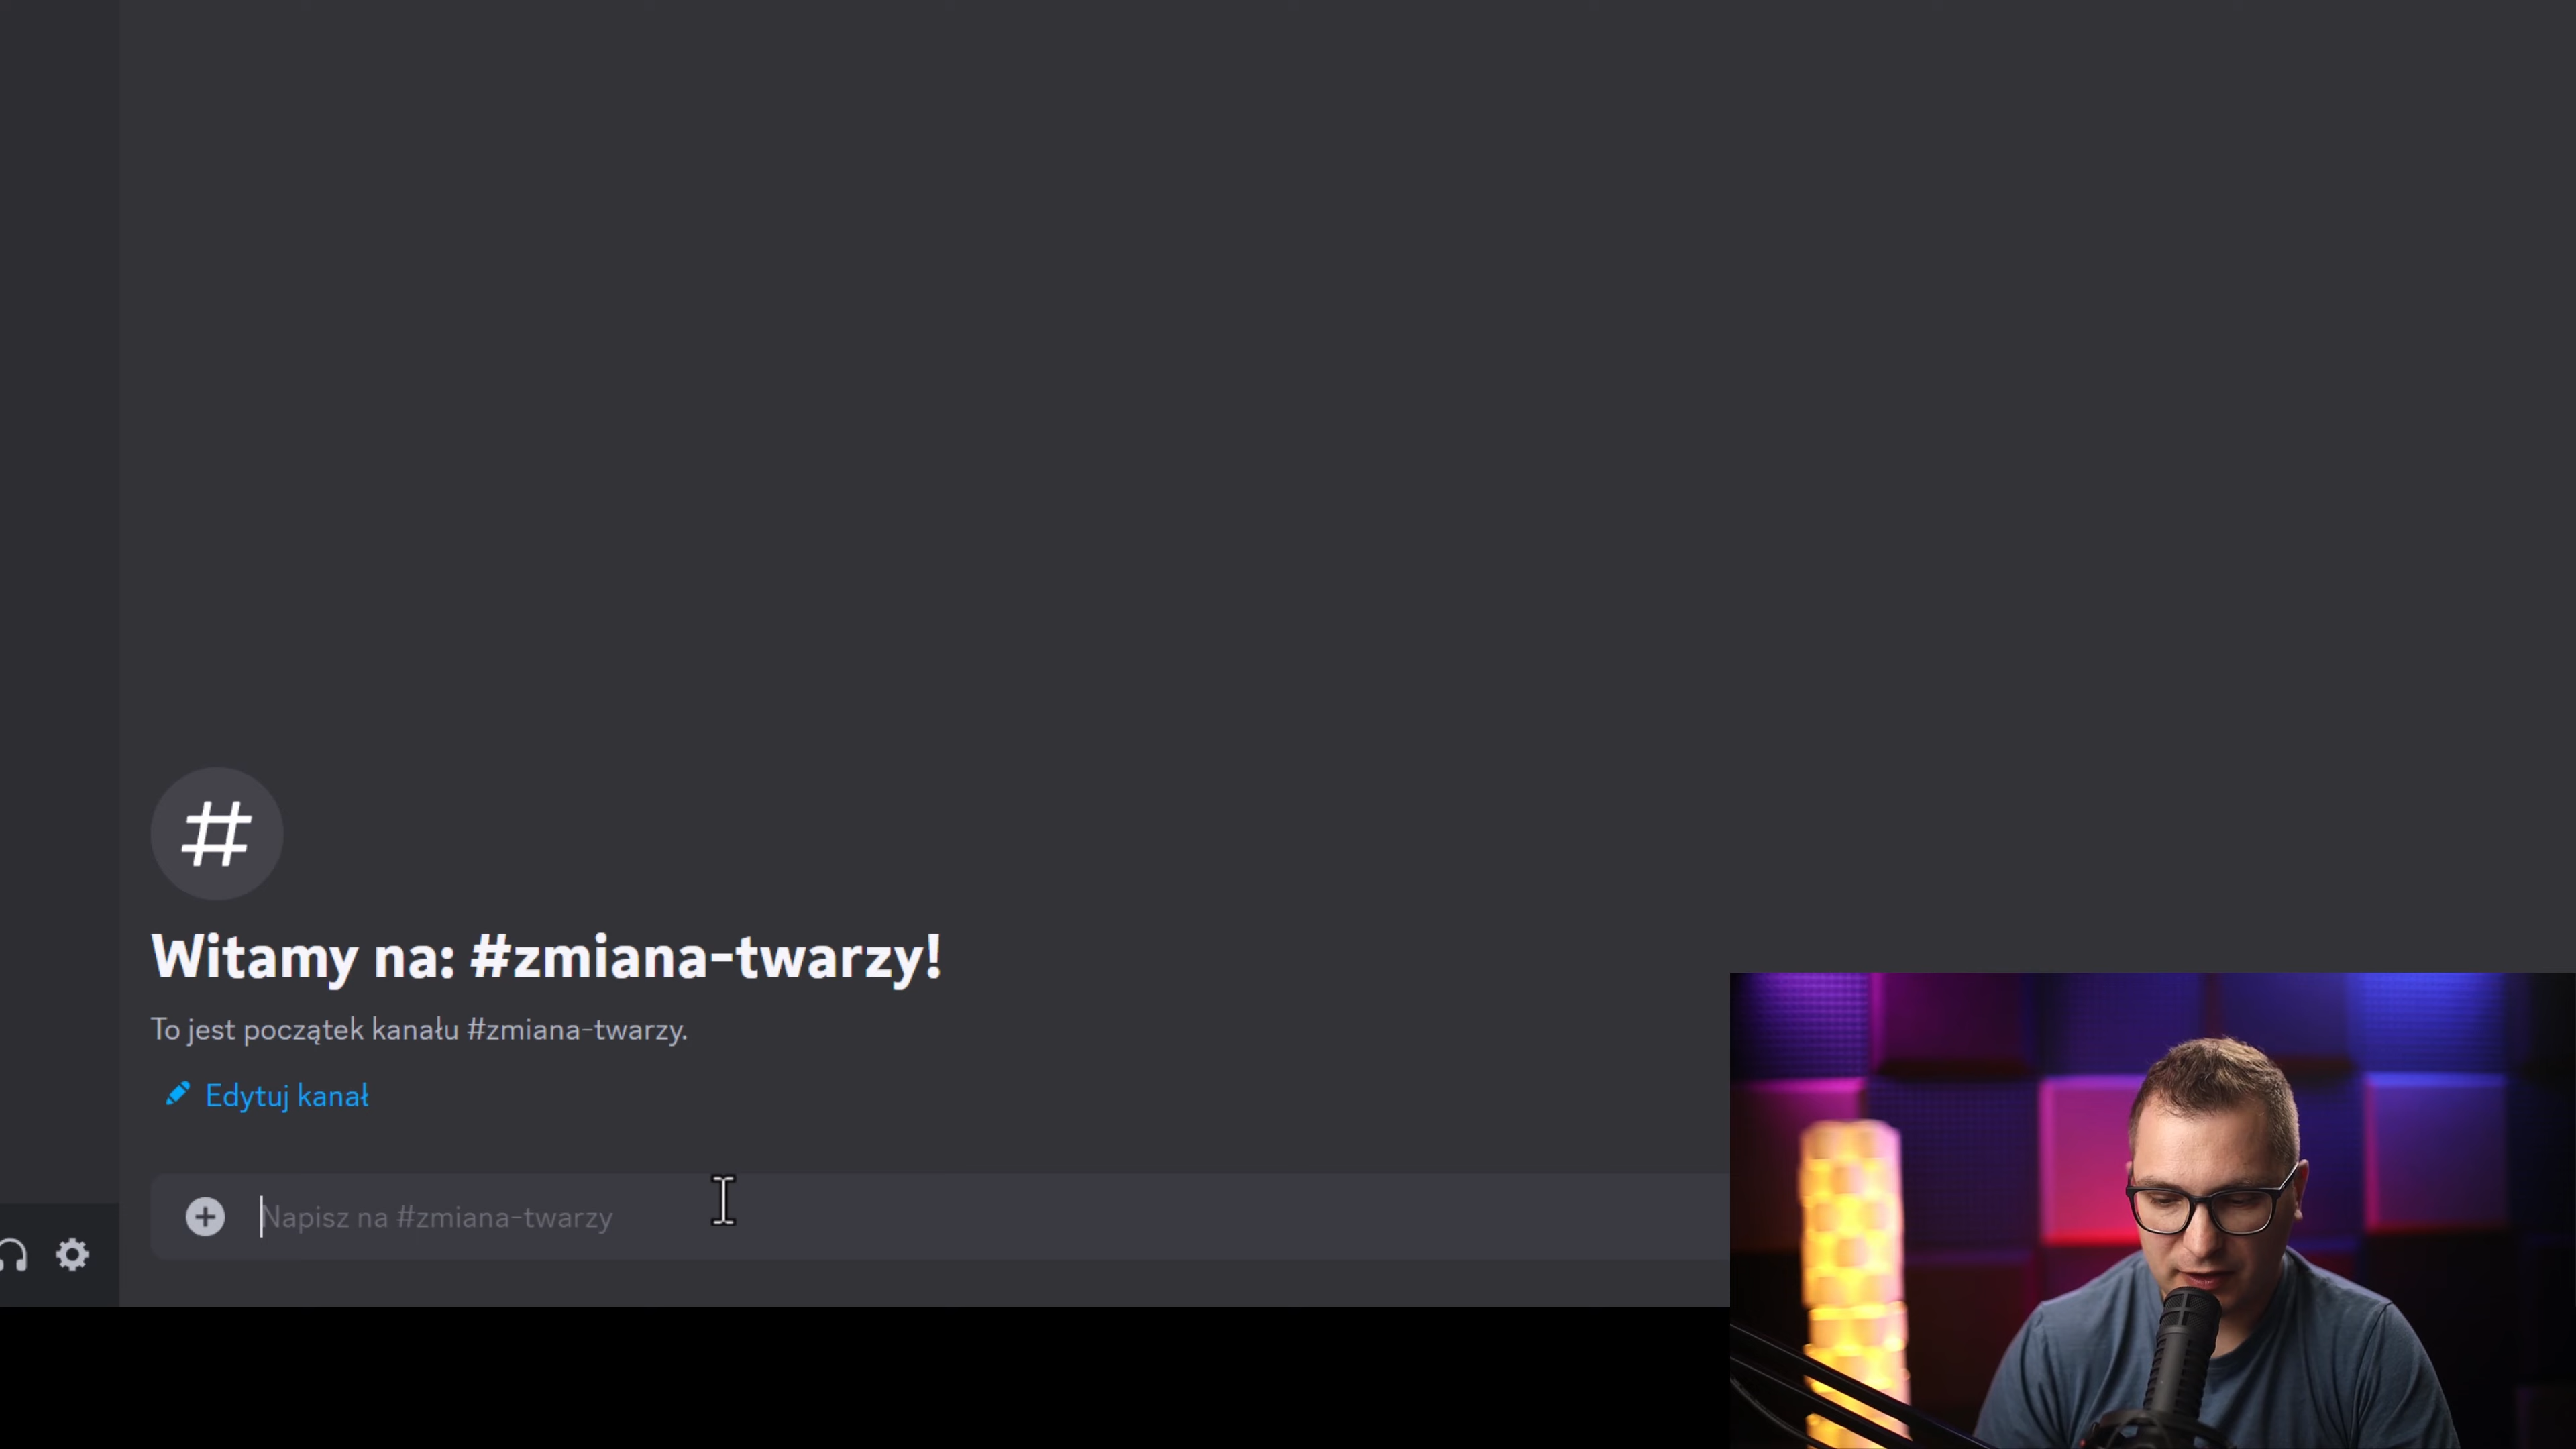 Witamy na: #zmiana-twarzy!
To jest początek kanału #zmiana-twarzy.
Edytuj kanał
Napisz na #zmiana-twarzy